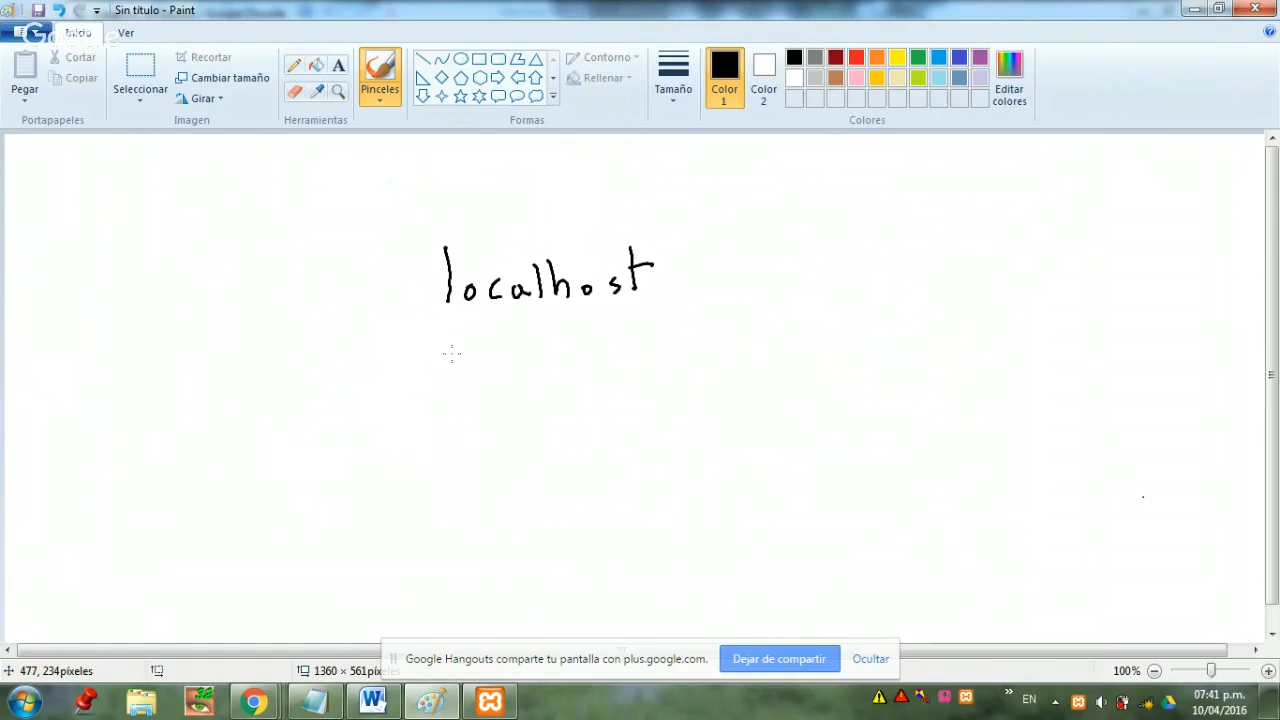 Sin título - Paint
Inicio
Ver
Pegar
Cortar
Copiar
Portapapeles
Seleccionar
Recortar
Cambiar tamaño
Girar
Imagen
Herramientas
Pinceles
Contorno
Rellenar
Formas
Tamaño
Color 1
Color 2
Editar colores
Colores
localhost
Google Hangouts comparte tu pantalla con plus.google.com.
Dejar de compartir
Ocultar
477, 234píxeles
1360 × 561píxeles
100%
EN
07:41 p.m.
10/04/2016